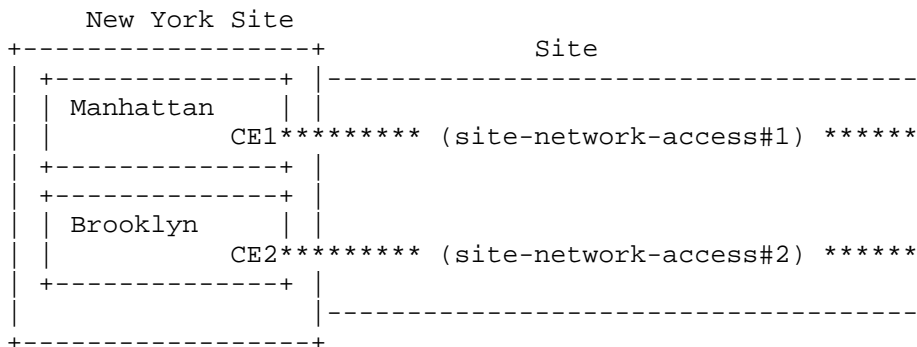 New York Site
+------------------+ Site
| +---------------+ |-------------------------------------
| | Manhattan | |
| | CE1********* (site-network-access#1) ******
| +---------------+ |
| +---------------+ |
| | Brooklyn | |
| | CE2********* (site-network-access#2) ******
| +---------------+ |
| |-------------------------------------
+------------------+